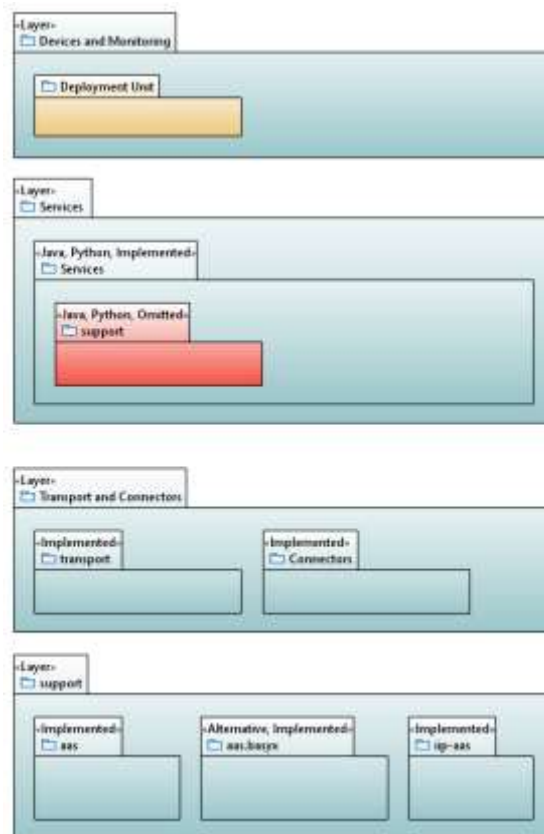 «Layer»
Devices and Monitoring
Deployment Unit
«Layer»
Services
«Java, Python, Implemented»
Services
«Java, Python, Omitted»
support
«Layer»
Transport and Connectors
«Implemented»
transport
«Implemented»
Connectors
«Layer»
support
«Implemented»
aas
«Alternative, Implemented»
aas.basyx
«Implemented»
iip-aas